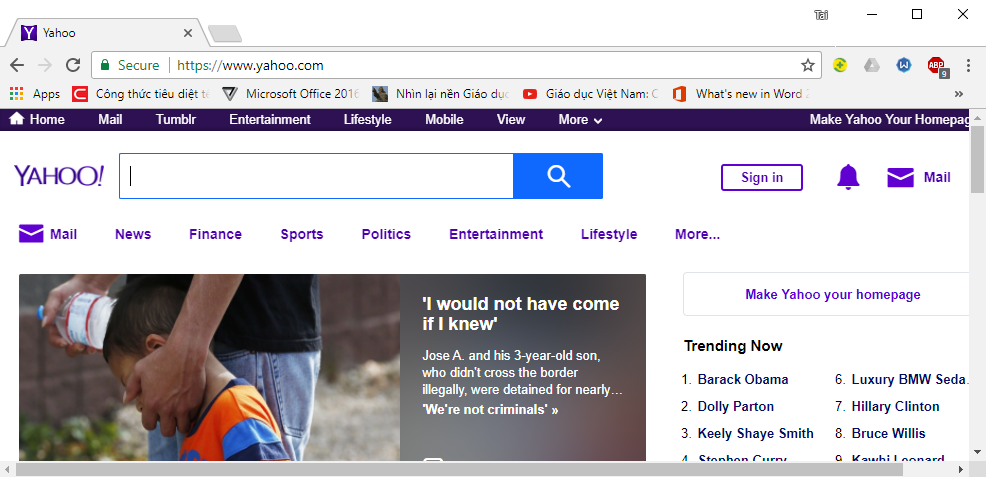 Tai
Yahoo
Secure https://www.yahoo.com
ABP
9
Apps Công thức tiêu diệt tế Microsoft Office 2016 Nhìn lại nền Giáo dục Giáo dục Việt Nam: C What's new in Word 2
Home Mail Tumblr Entertainment Lifestyle Mobile View More Make Yahoo Your Homepag
YAHOO! Sign in Mail
Mail News Finance Sports Politics Entertainment Lifestyle More...
'I would not have come
if I knew'
Jose A. and his 3-year-old son,
who didn't cross the border
illegally, were detained for nearly...
'We're not criminals' »
Make Yahoo your homepage
Trending Now
1. Barack Obama
2. Dolly Parton
3. Keely Shaye Smith
4. Stephen Curry
6. Luxury BMW Seda.
7. Hillary Clinton
8. Bruce Willis
9. Kawhi Leonard